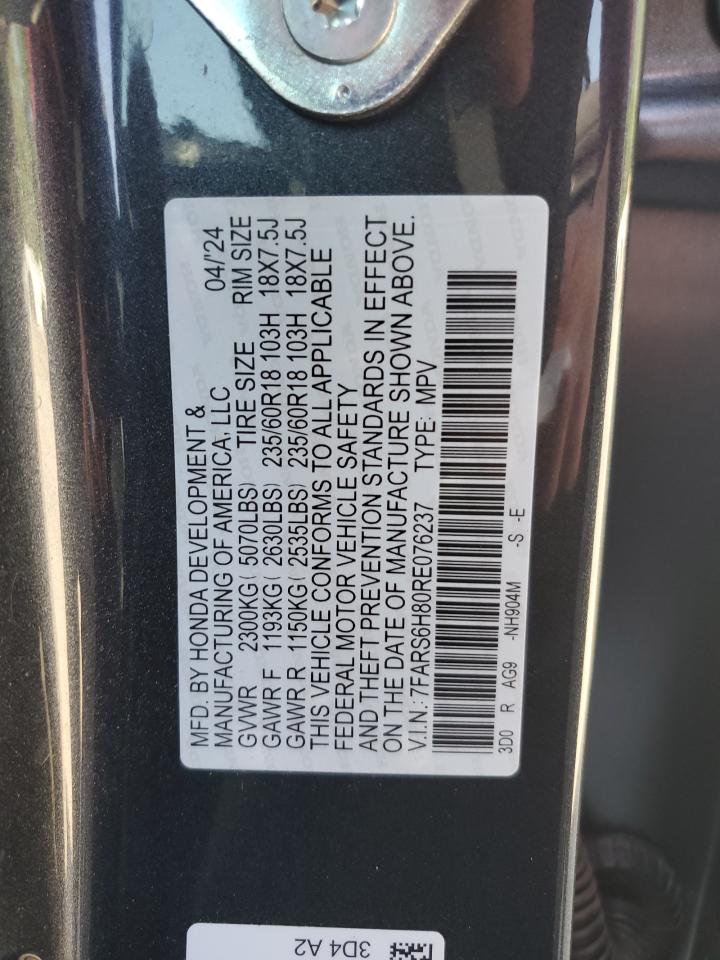 MFD. BY HONDA DEVELOPMENT &
MANUFACTURING OF AMERICA, LLC 04/'24
GVWR 2300KG( 5070LBS) TIRE SIZE RIM SIZE
GAWR F 1193KG( 2630LBS) 235/60R18 103H 18X7.5J
GAWR R 1150KG( 2535LBS) 235/60R18 103H 18X7.5J
THIS VEHICLE CONFORMS TO ALL APPLICABLE
FEDERAL MOTOR VEHICLE SAFETY
AND THEFT PREVENTION STANDARDS IN EFFECT
ON THE DATE OF MANUFACTURE SHOWN ABOVE.
V.I.N.: 7FARS6H80RE076237 TYPE: MPV
3D0 R AG9 -NH904M -S -E
3D4 A2